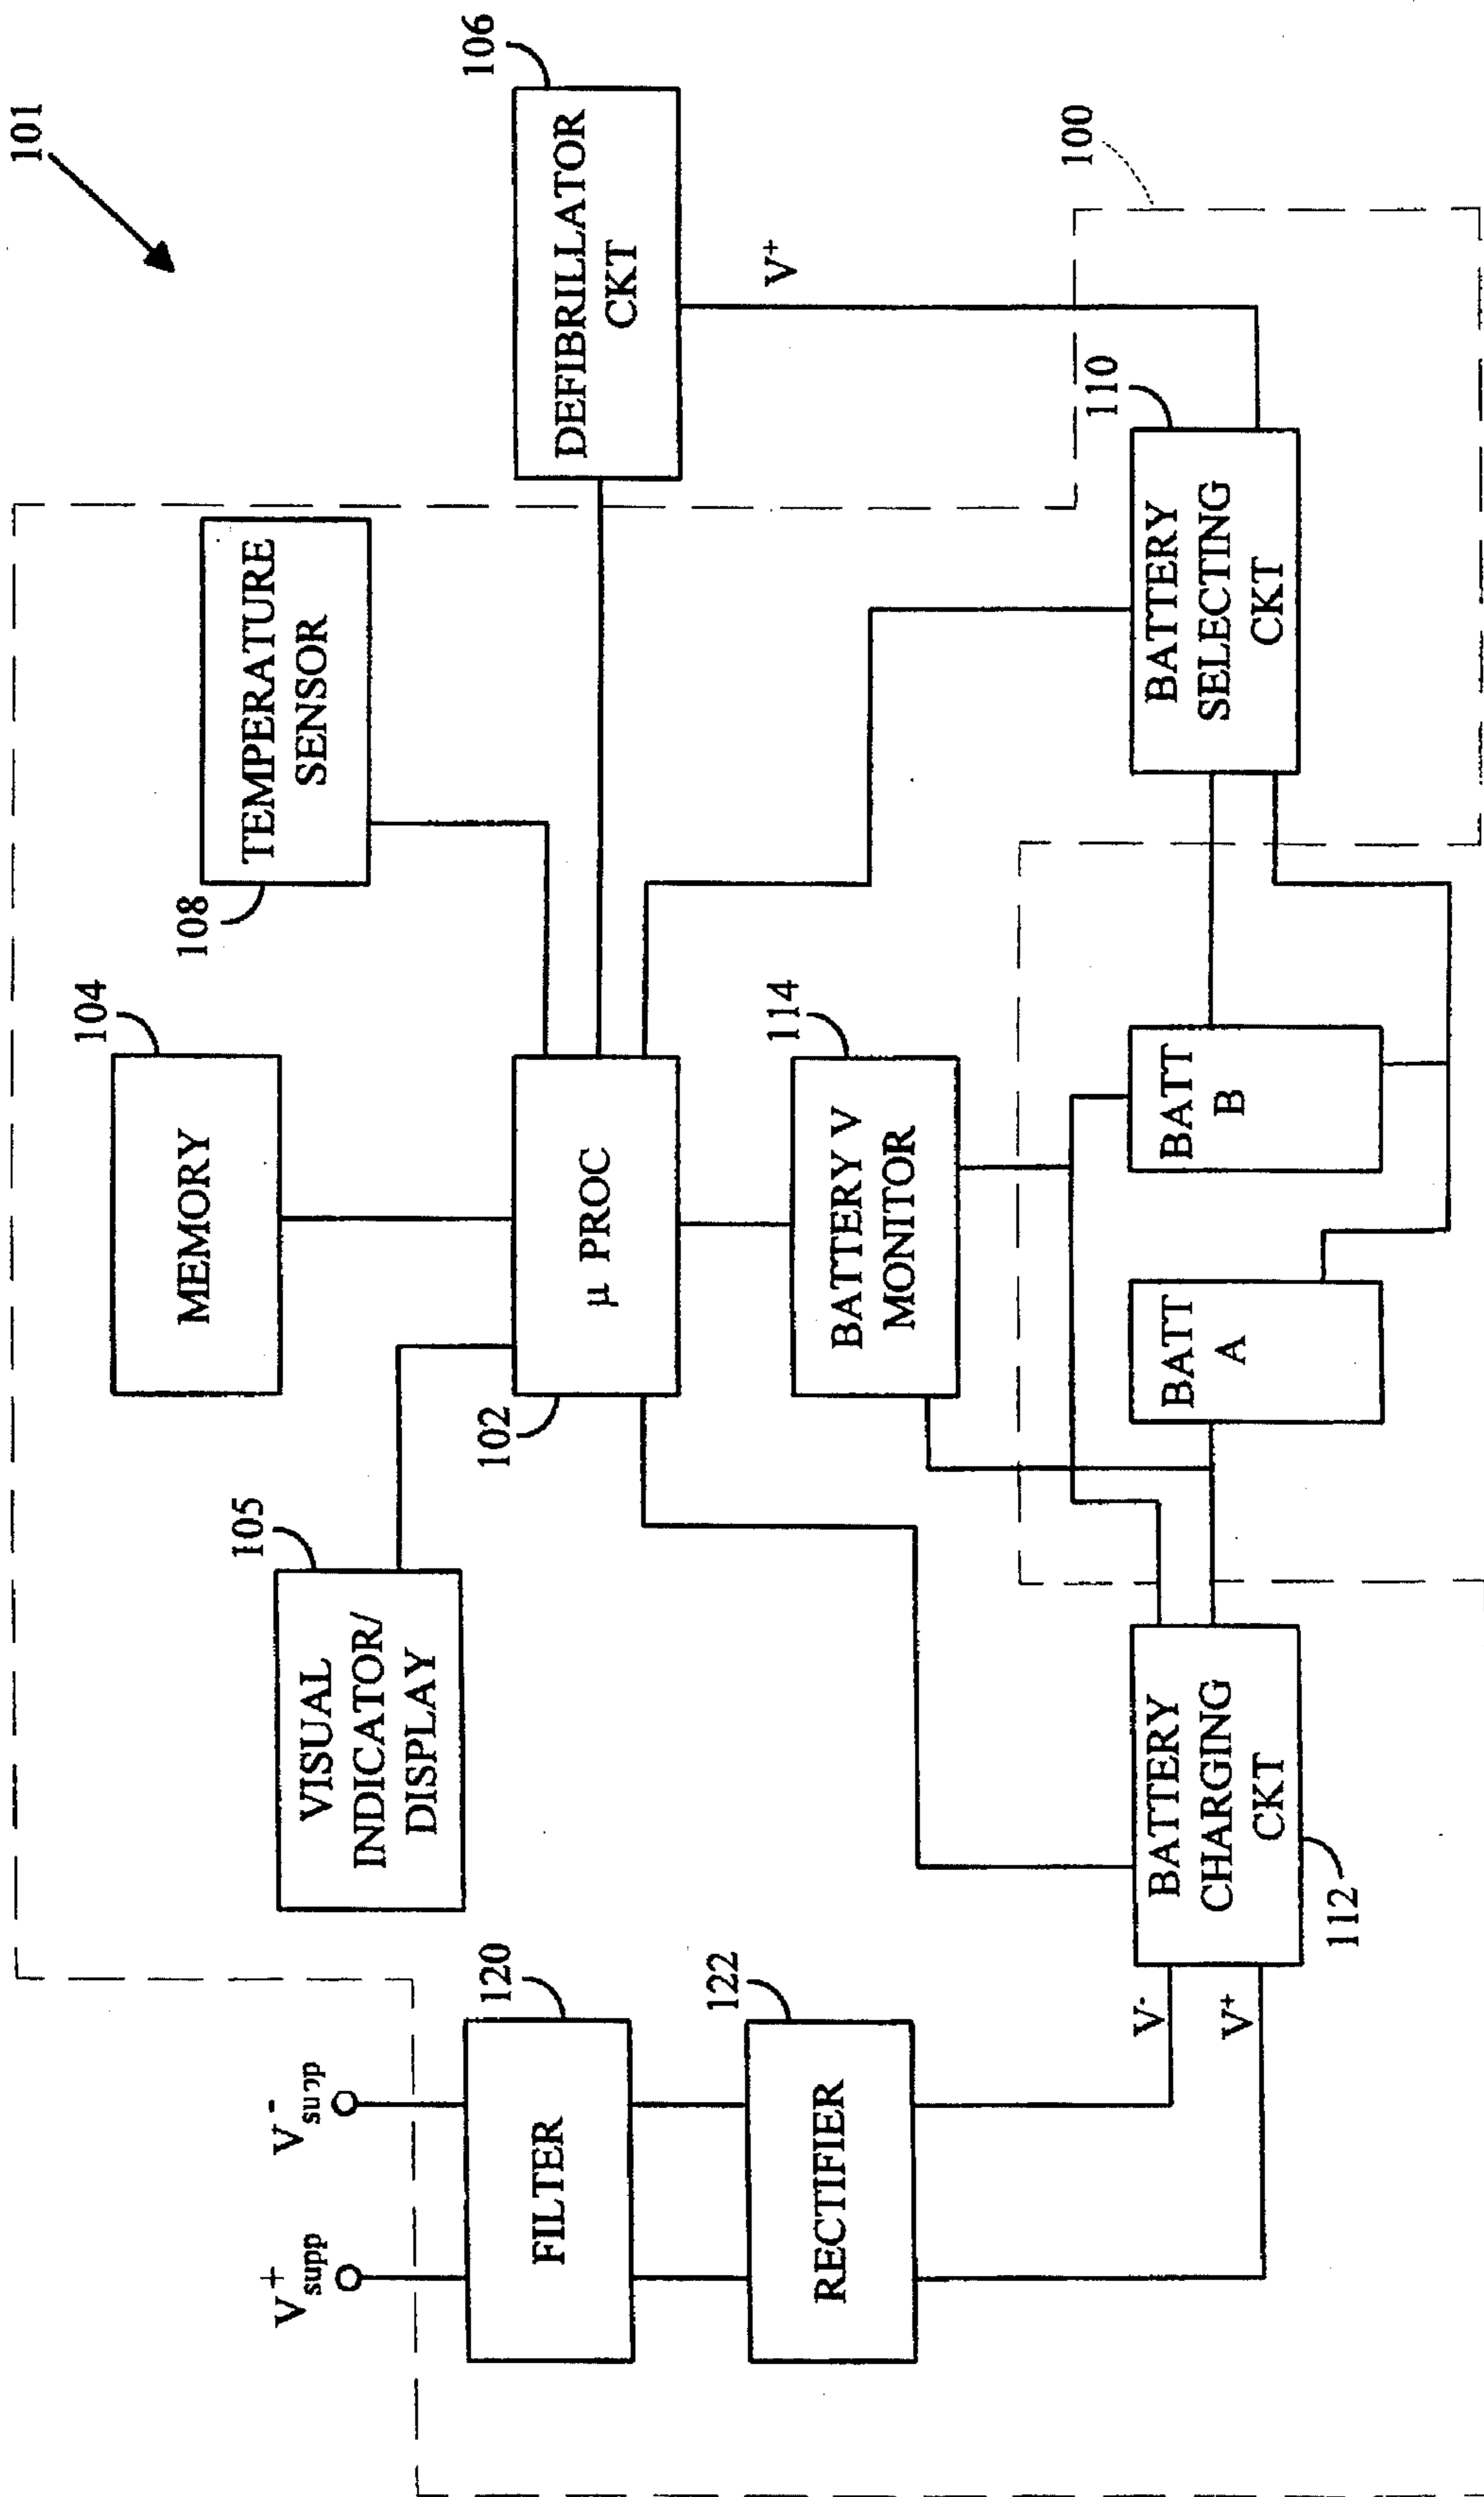 101
106
DEFIBRILLATOR
CKT
V+
100
TEMPERATURE
SENSOR
108
104
MEMORY
105
VISUAL
INDICATOR/
DISPLAY
102
µ PROC
114
BATTERY V
MONITOR
110
BATTERY
SELECTING
CKT
BATT
A
BATT
B
V+
supp
V-
supp
120
FILTER
122
RECTIFIER
V-
V+
BATTERY
CHARGING
CKT
112